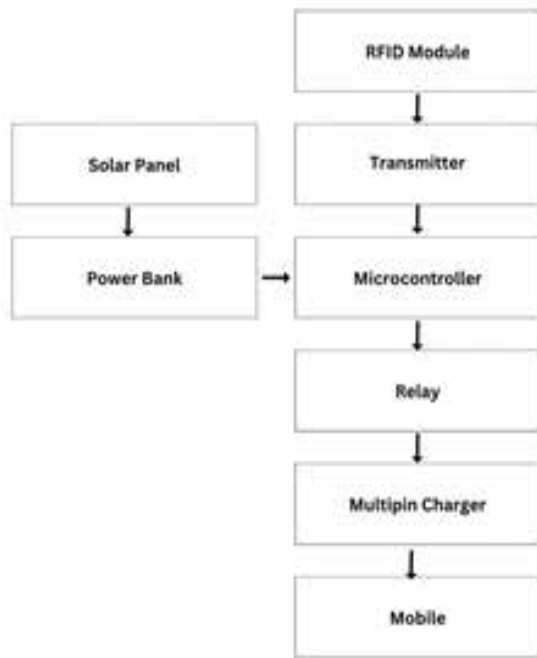 RFID Module
Solar Panel
Transmitter
Power Bank
Microcontroller
Relay
Multipin Charger
Mobile